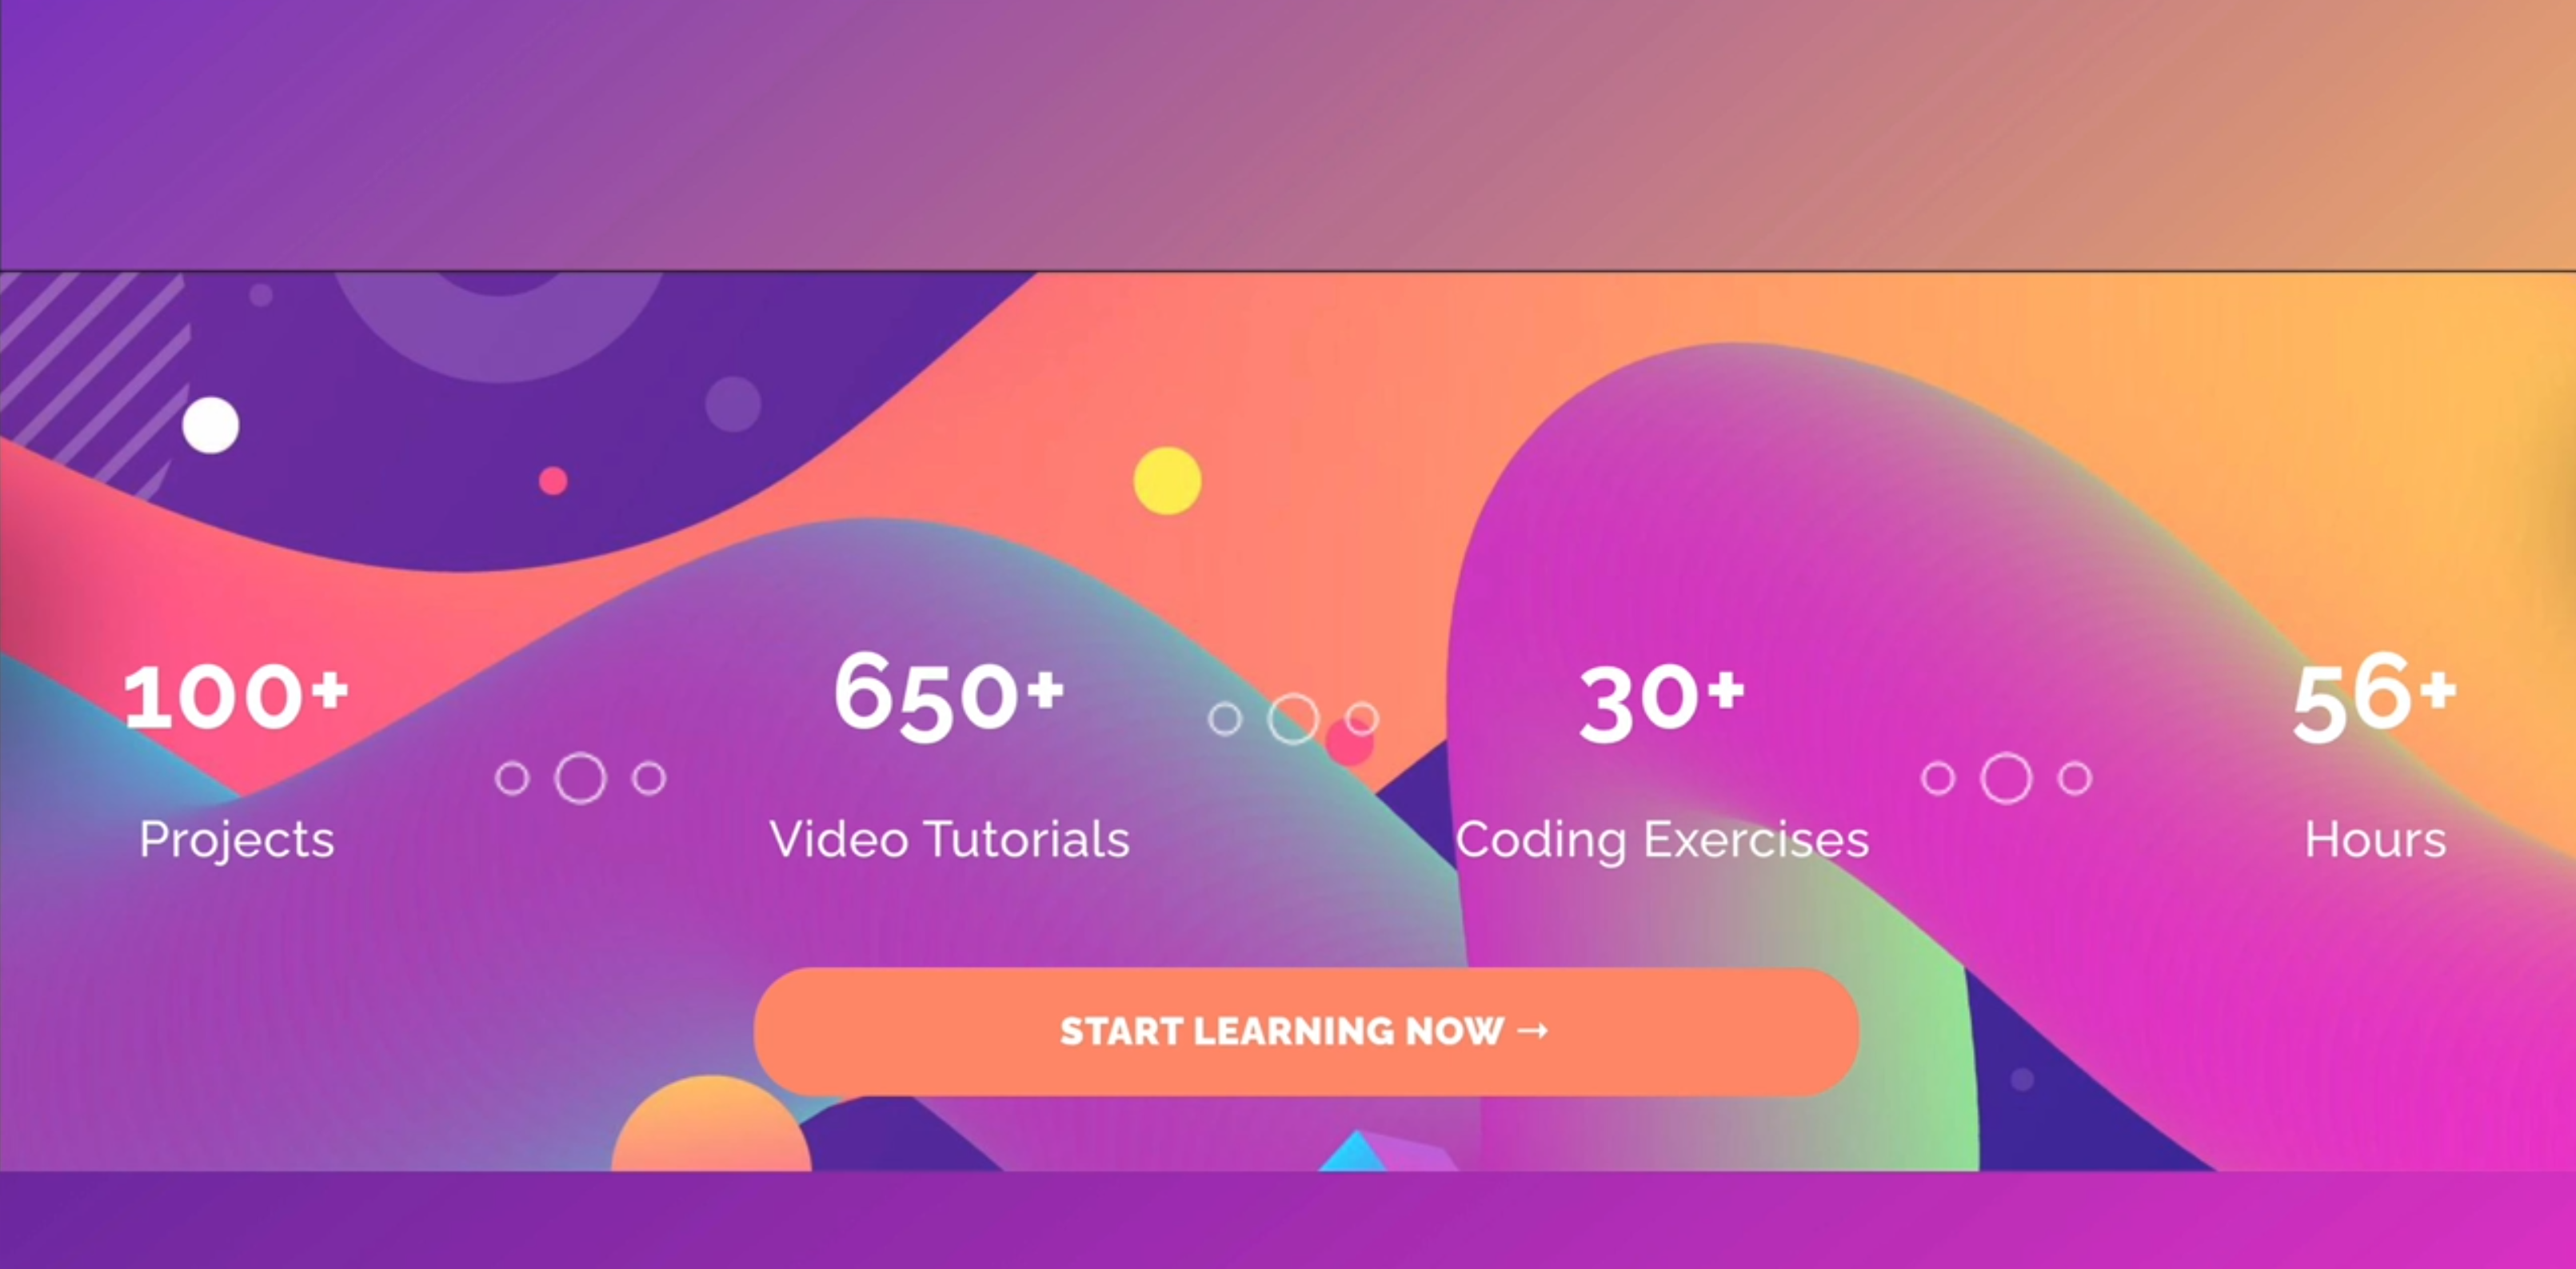 100+
Projects
650+
Video Tutorials
30+
Coding Exercises
56+
Hours
START LEARNING NOW →